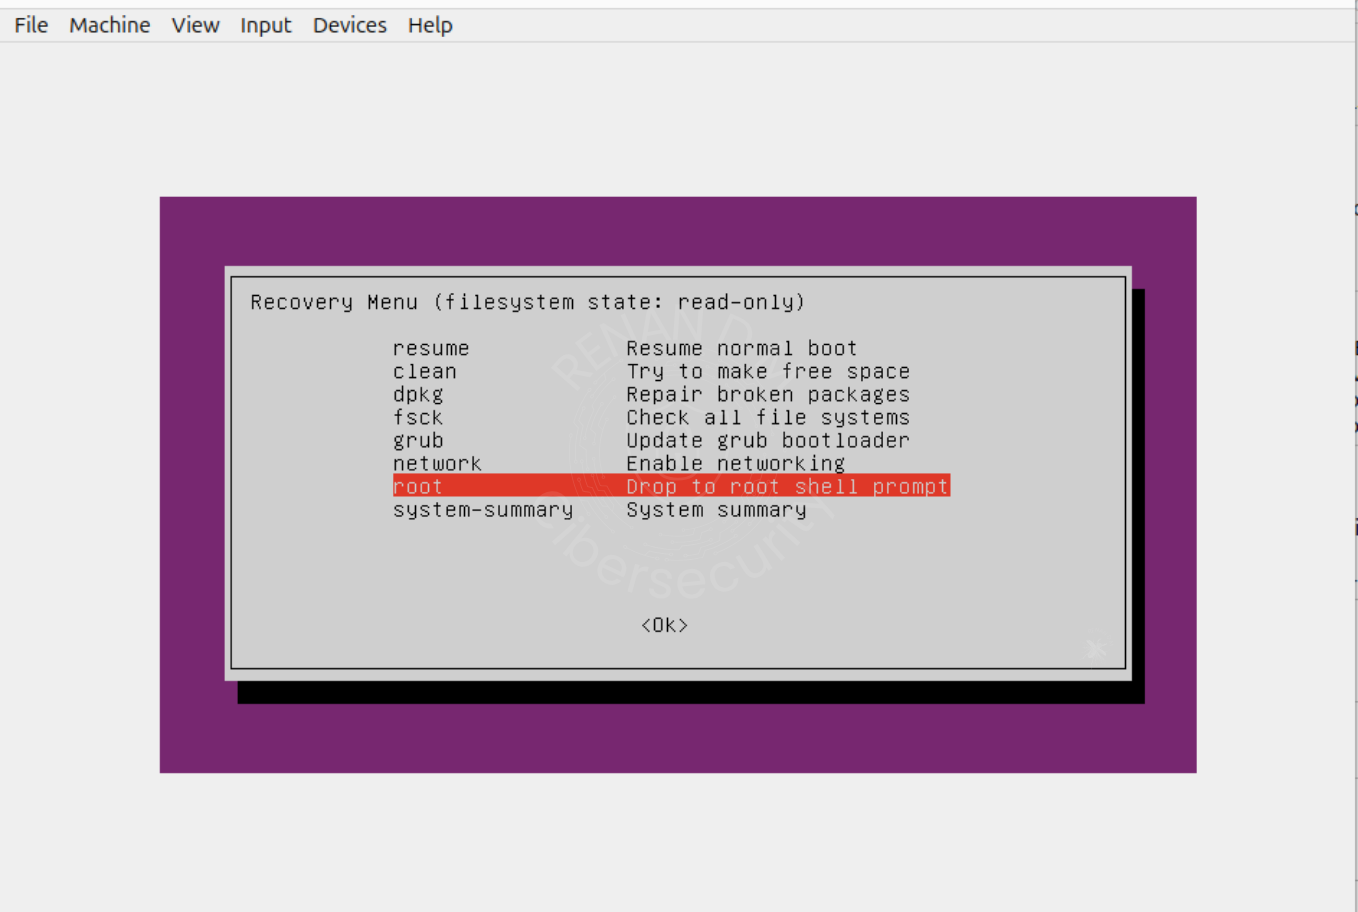 File Machine View Input Devices Help
Recovery Menu (filesystem state: read-only)
resume Resume normal boot
clean Try to make free space
dpkg Repair broken packages
fsck Check all file systems
grub Update grub bootloader
network Enable networking
root Drop to root shell prompt
system-summary System summary
<Ok>
RENAN
Cibersecurity